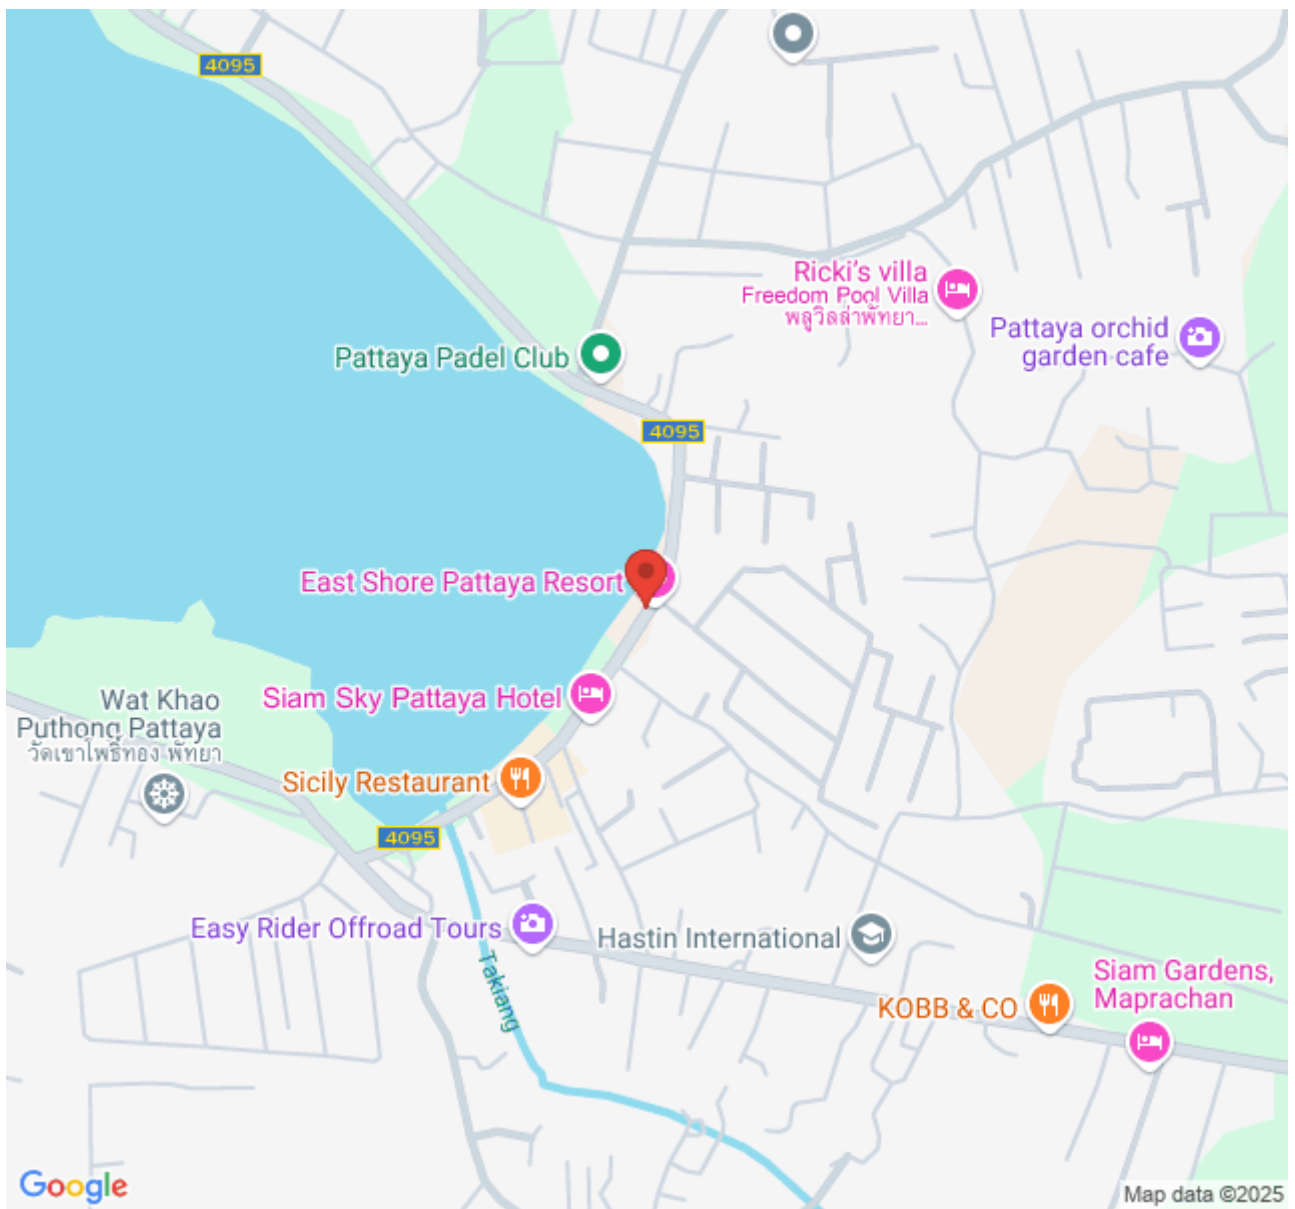 4095
Ricki's villa
Freedom Pool Villa
พลูวิลล่าพัทยา...
Pattaya orchid
garden cafe
Pattaya Padel Club
4095
East Shore Pattaya Resort
Wat Khao
Puthong Pattaya
วัดเขาโพธิ์ทอง พัทยา
Siam Sky Pattaya Hotel
Sicily Restaurant
4095
Easy Rider Offroad Tours
Hastin International
Takiang
Siam Gardens,
Maprachan
KOBB & CO
Google
Map data ©2025